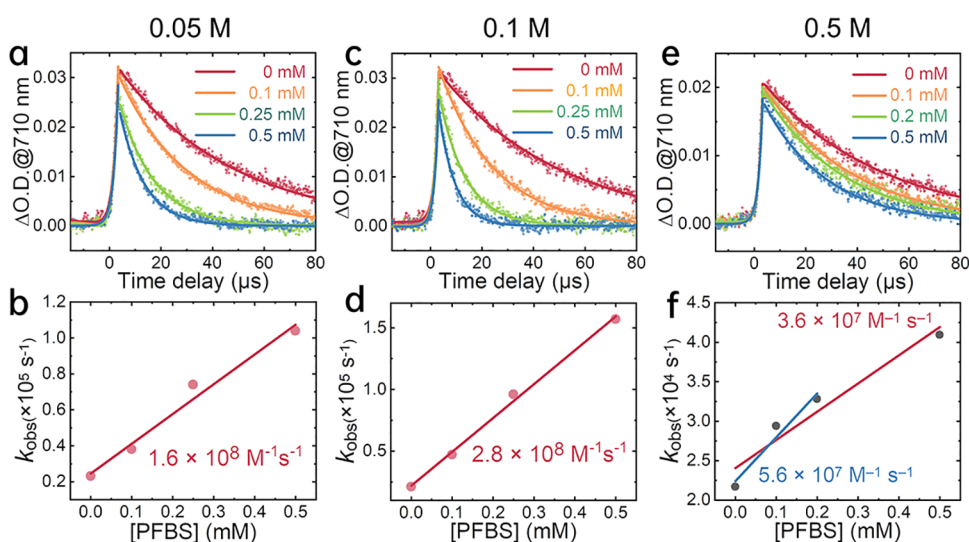 0.05 M
0.1 M
0.5 M
a
ΔO.D.@710 nm
0.03
0.02
0.01
0.00
0 mM
0.1 mM
0.25 mM
0.5 mM
0 20 40 60 80
Time delay (μs)
c
ΔO.D.@710 nm
0.03
0.02
0.01
0.00
0 mM
0.1 mM
0.25 mM
0.5 mM
0 20 40 60 80
Time delay (μs)
e
ΔO.D.@710 nm
0.02
0.01
0.00
0 mM
0.1 mM
0.2 mM
0.5 mM
0 20 40 60 80
Time delay (μs)
b
kobs(×10⁵ s⁻¹)
1.2
1.0
0.8
0.6
0.4
0.2
1.6 × 10⁸ M⁻¹s⁻¹
0.0 0.1 0.2 0.3 0.4 0.5
[PFBS] (mM)
d
kobs(×10⁵ s⁻¹)
1.5
1.0
0.5
2.8 × 10⁸ M⁻¹s⁻¹
0.0 0.1 0.2 0.3 0.4 0.5
[PFBS] (mM)
f
kobs(×10⁴ s⁻¹)
4.5
4.0
3.5
3.0
2.5
2.0
3.6 × 10⁷ M⁻¹ s⁻¹
5.6 × 10⁷ M⁻¹ s⁻¹
0.0 0.1 0.2 0.3 0.4 0.5
[PFBS] (mM)